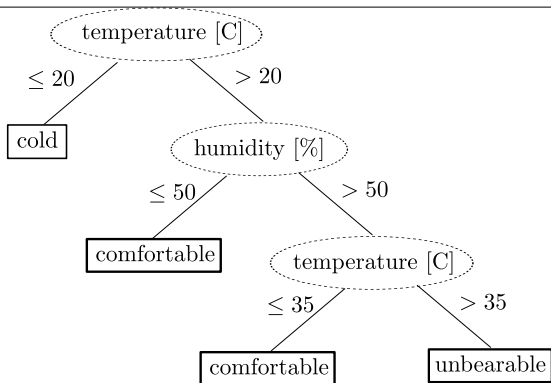 temperature [C]
≤ 20
> 20
cold
humidity [%]
≤ 50
> 50
comfortable
temperature [C]
≤ 35
> 35
comfortable
unbearable